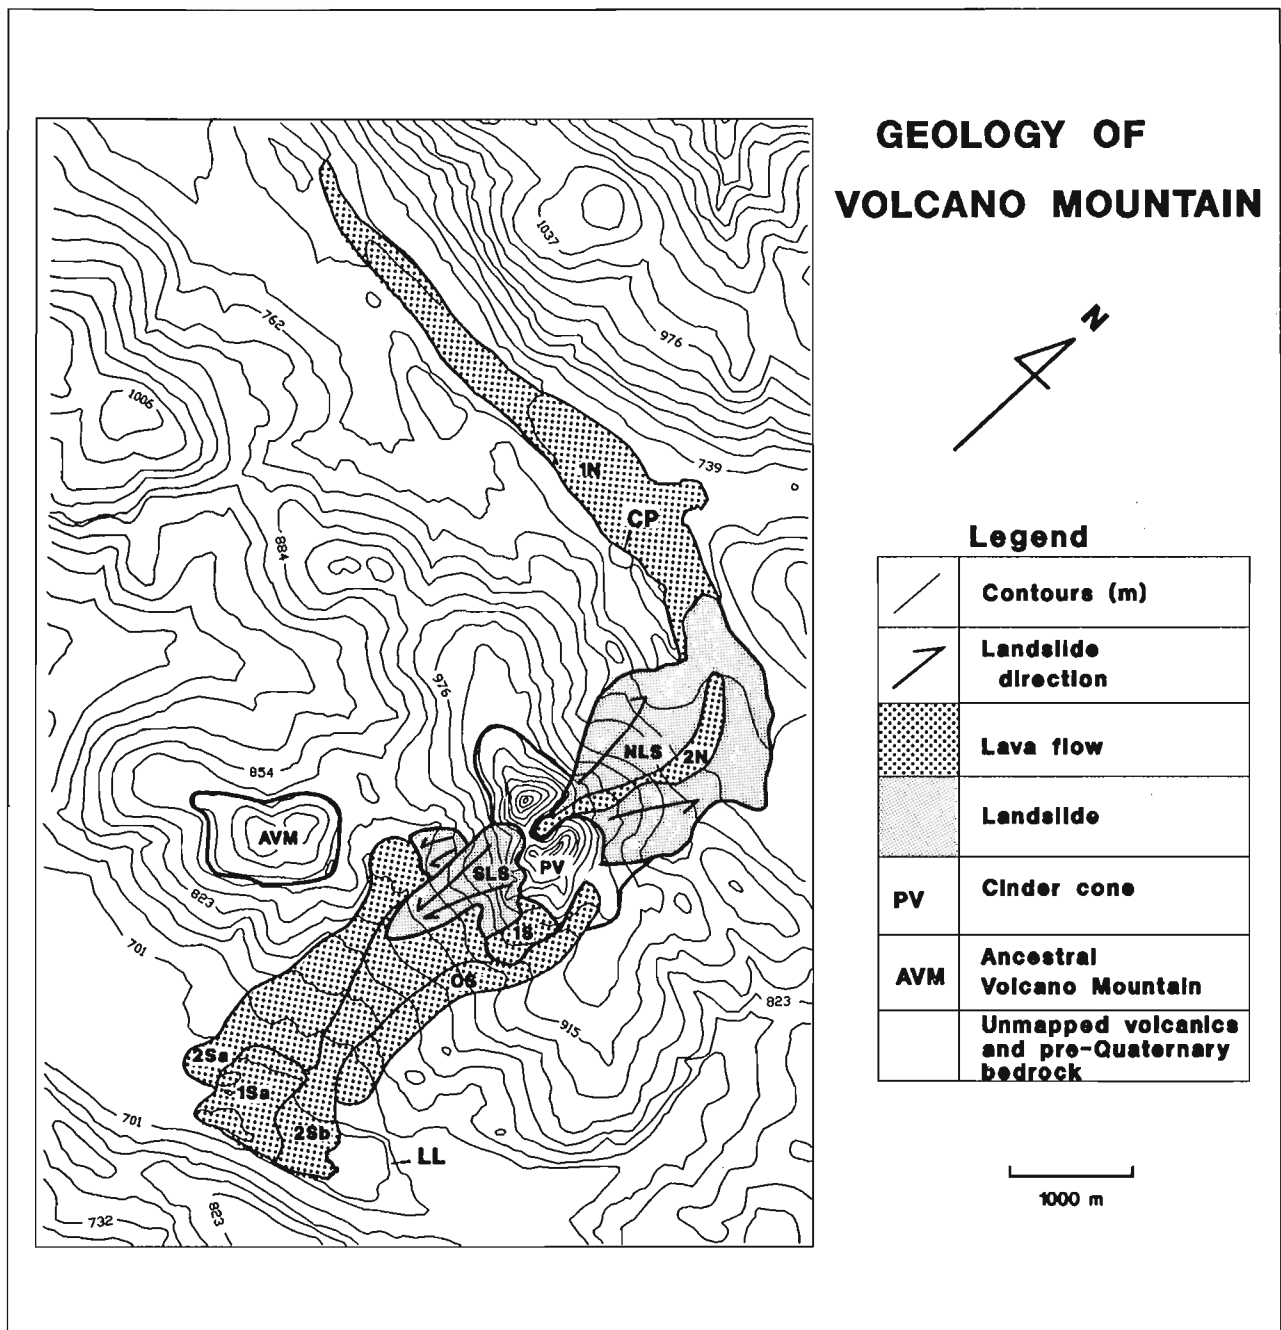 GEOLOGY OF
VOLCANO MOUNTAIN
N
1037
762
976
1006
1N
739
CP
884
976
NLS
2N
854
AVM
PV
SLS
823
1S
701
OS
823
915
2Sa
1Sa
701
2Sb
LL
823
732
Legend
Contours (m)
Landslide
direction
Lava flow
Landslide
PV
Cinder cone
AVM
Ancestral
Volcano Mountain
Unmapped volcanics
and pre-Quaternary
bedrock
1000 m